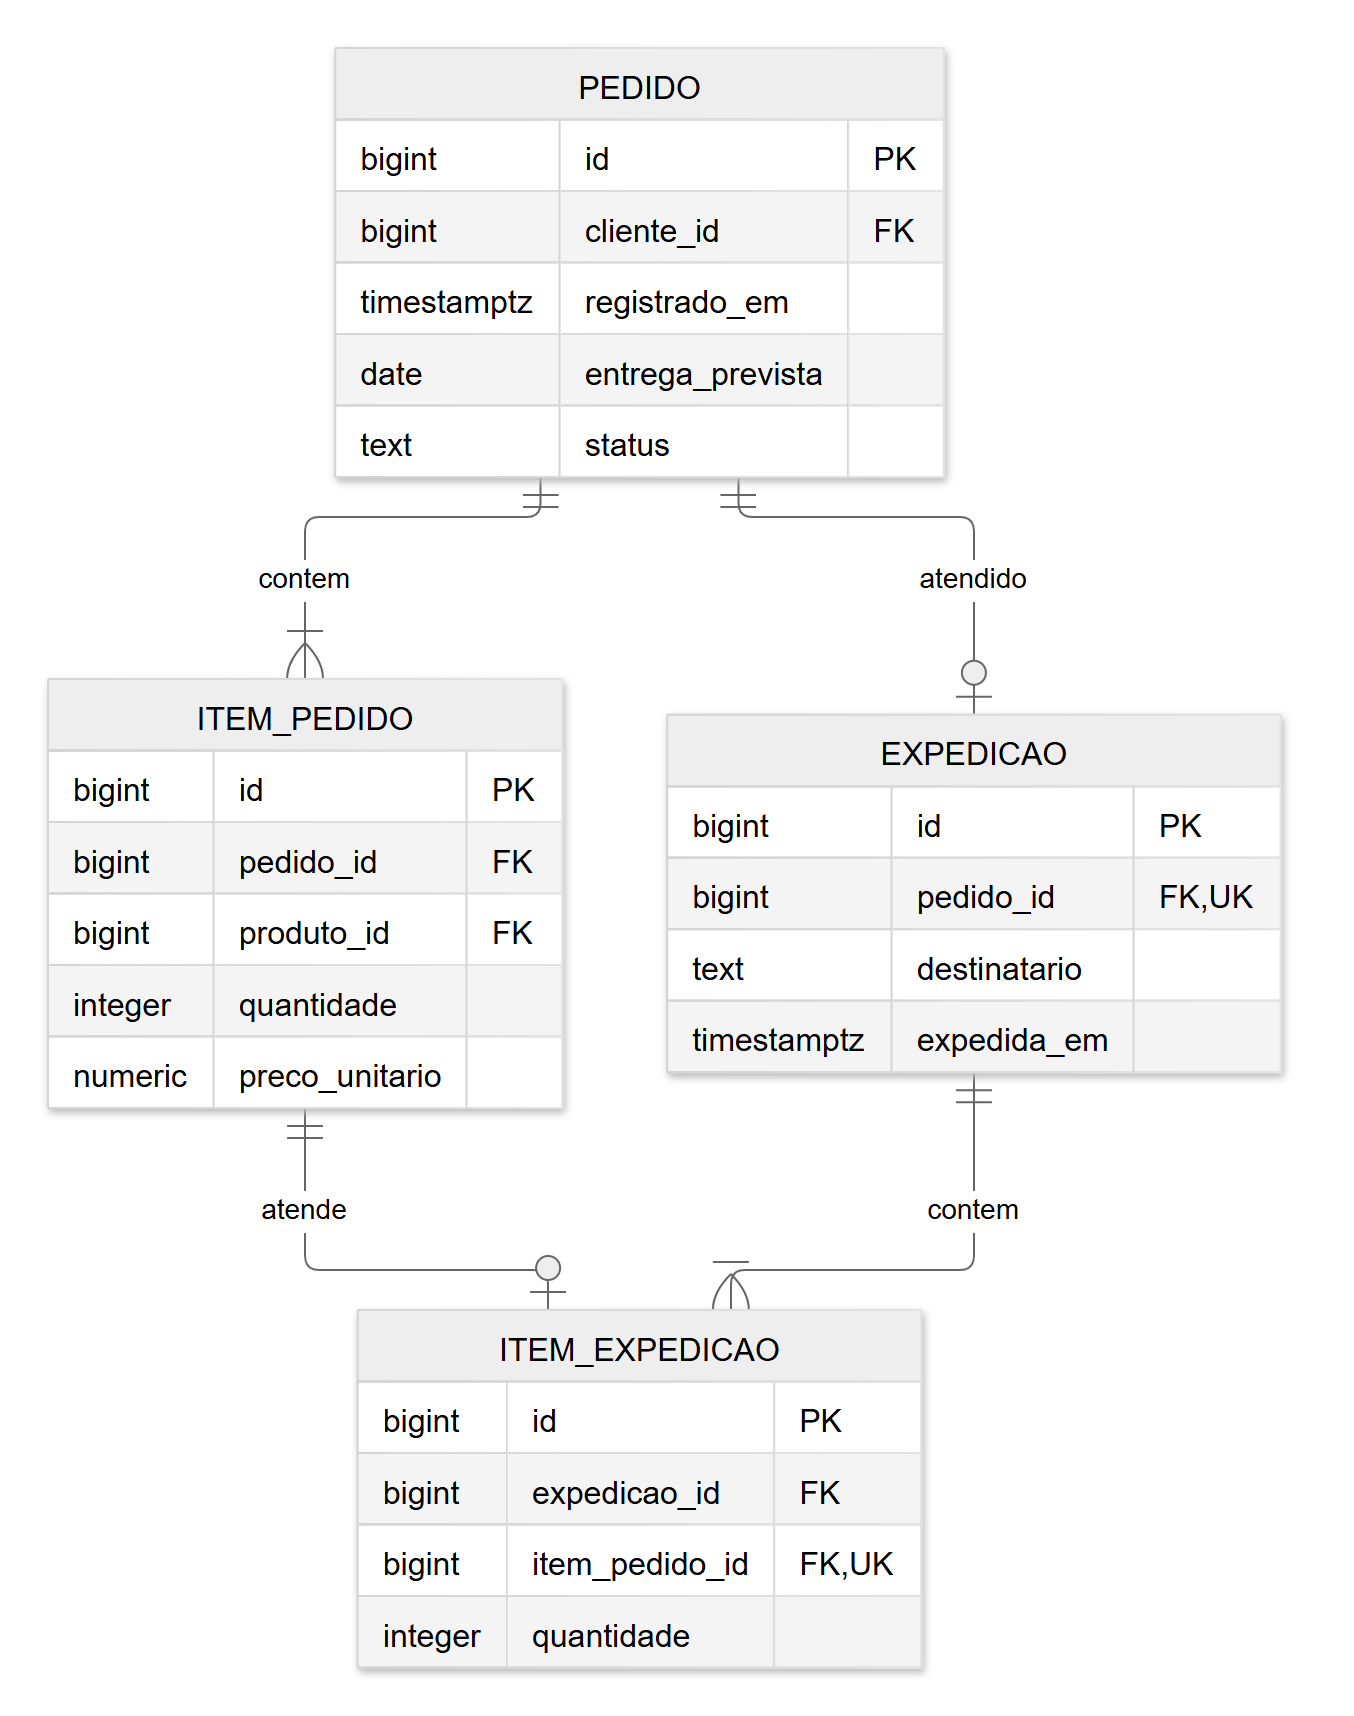 PEDIDO
bigint id PK
bigint cliente_id FK
timestamptz registrado_em
date entrega_prevista
text status
contem
atendido
ITEM_PEDIDO
bigint id PK
bigint pedido_id FK
bigint produto_id FK
integer quantidade
numeric preco_unitario
EXPEDICAO
bigint id PK
bigint pedido_id FK,UK
text destinatario
timestamptz expedida_em
atende
contem
ITEM_EXPEDICAO
bigint id PK
bigint expedicao_id FK
bigint item_pedido_id FK,UK
integer quantidade